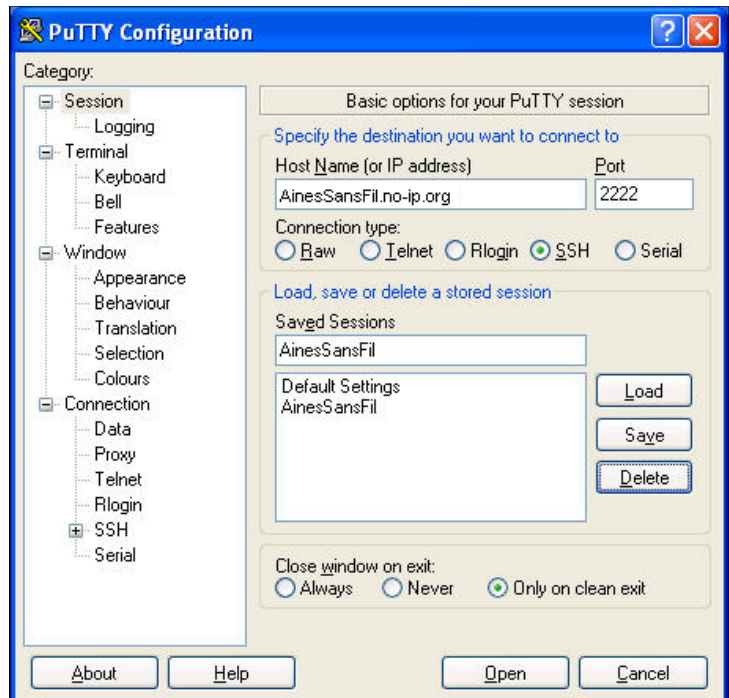 PuTTY Configuration
Category:
Session
Logging
Terminal
Keyboard
Bell
Features
Window
Appearance
Behaviour
Translation
Selection
Colours
Connection
Data
Proxy
Telnet
Rlogin
SSH
Serial
Basic options for your PuTTY session
Specify the destination you want to connect to
Host Name (or IP address) Port
AinesSansFil.no-ip.org 2222
Connection type:
Raw Telnet Rlogin SSH Serial
Load, save or delete a stored session
Saved Sessions
AinesSansFil
Default Settings
AinesSansFil
Load
Save
Delete
Close window on exit:
Always Never Only on clean exit
About Help Open Cancel